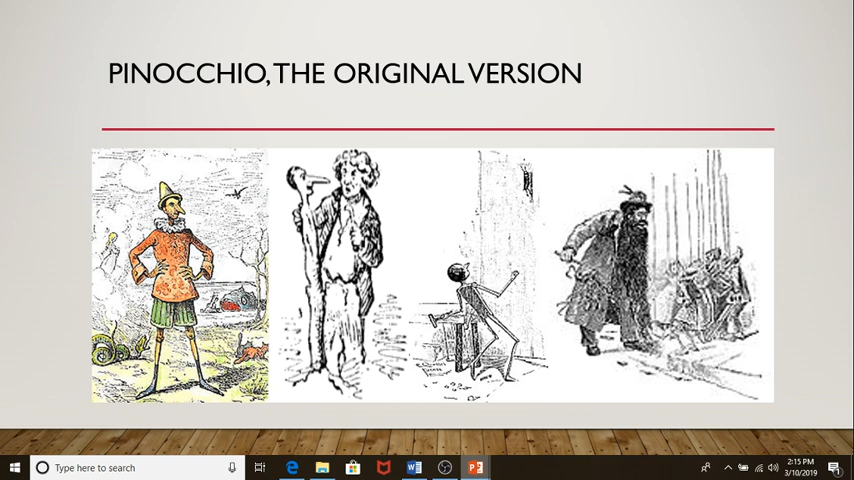 PINOCCHIO, THE ORIGINAL VERSION
Type here to search
2:15 PM
3/10/2019